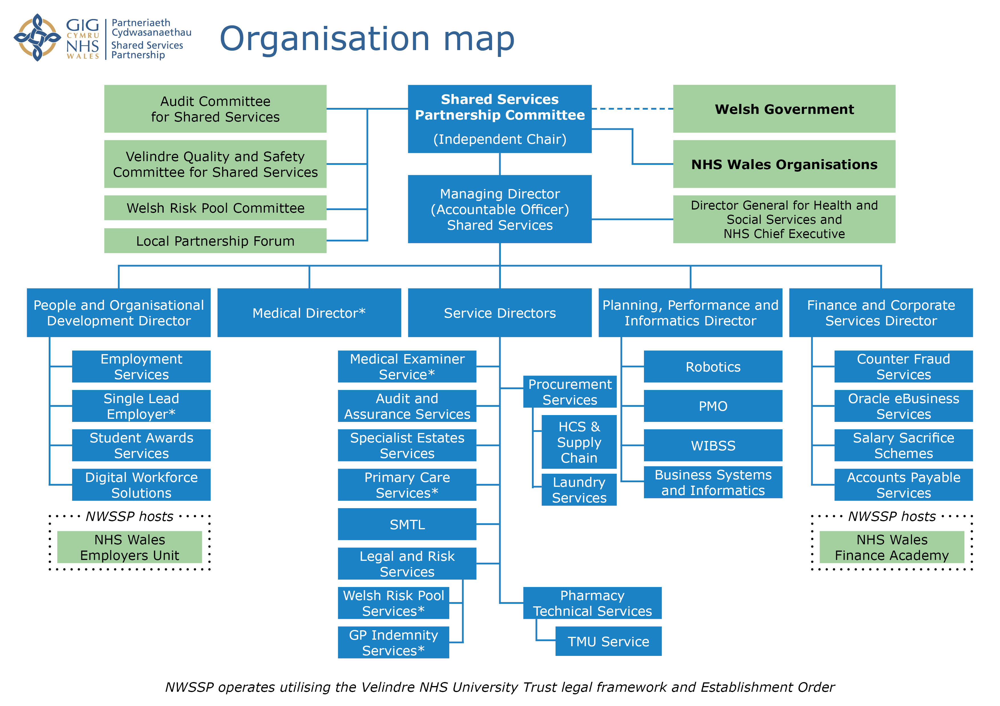 GIG
CYMRU
NHS
WALES
Partneriaeth
Cydwasanaethau
Shared Services
Partnership
Organisation map
Audit Committee
for Shared Services
Velindre Quality and Safety
Committee for Shared Services
Welsh Risk Pool Committee
Local Partnership Forum
Shared Services
Partnership Committee
(Independent Chair)
Managing Director
(Accountable Officer)
Shared Services
Welsh Government
NHS Wales Organisations
Director General for Health and
Social Services and
NHS Chief Executive
People and Organisational
Development Director
Medical Director*
Service Directors
Planning, Performance and
Informatics Director
Finance and Corporate
Services Director
Employment
Services
Single Lead
Employer*
Student Awards
Services
Digital Workforce
Solutions
NWSSP hosts
NHS Wales
Employers Unit
Medical Examiner
Service*
Audit and
Assurance Services
Specialist Estates
Services
Primary Care
Services*
SMTL
Legal and Risk
Services
Welsh Risk Pool
Services*
GP Indemnity
Services*
Procurement
Services
HCS &
Supply
Chain
Laundry
Services
Pharmacy
Technical Services
TMU Service
Robotics
PMO
WIBSS
Business Systems
and Informatics
Counter Fraud
Services
Oracle eBusiness
Services
Salary Sacrifice
Schemes
Accounts Payable
Services
NWSSP hosts
NHS Wales
Finance Academy
NWSSP operates utilising the Velindre NHS University Trust legal framework and Establishment Order